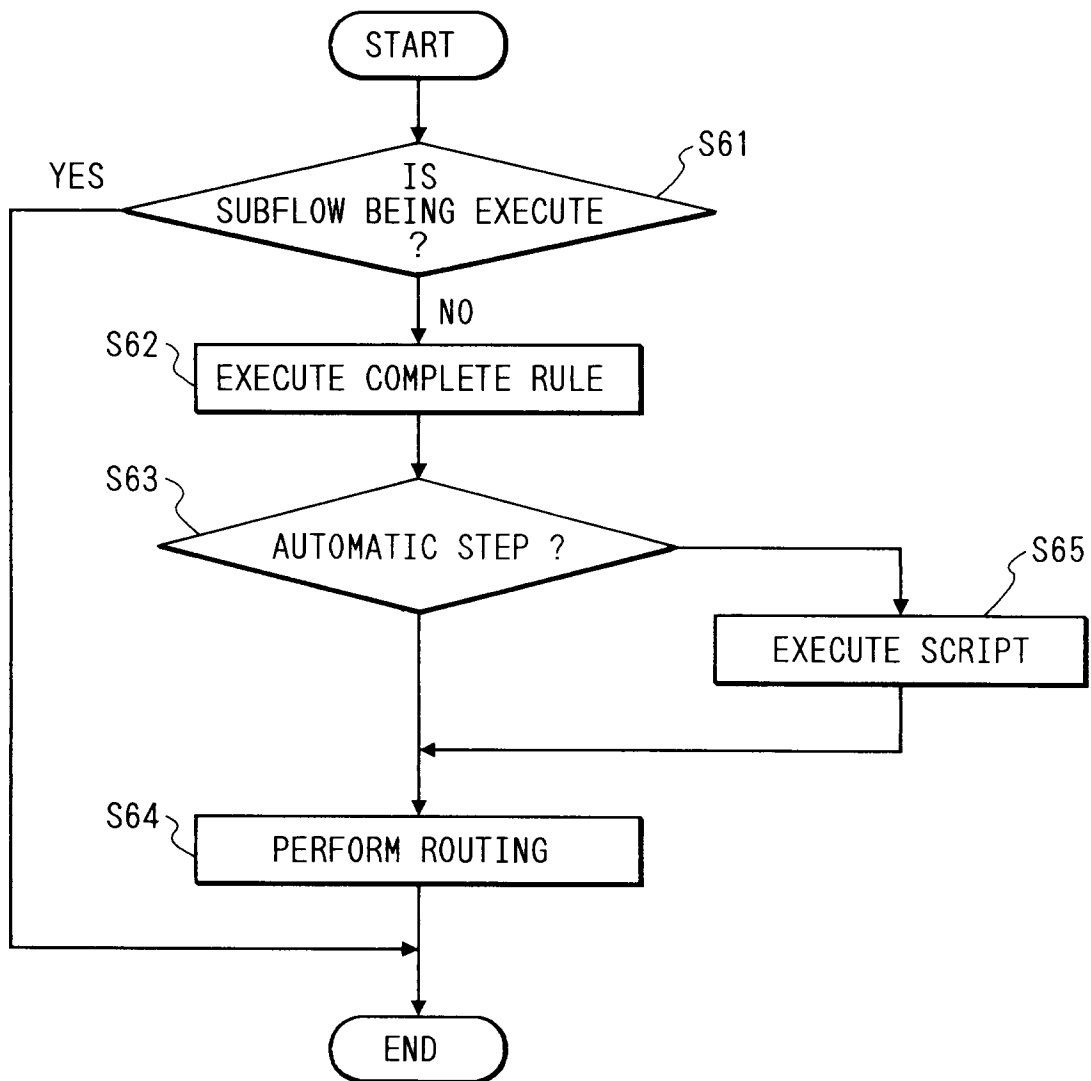 START
S61
YES
IS
SUBFLOW BEING EXECUTE
?
NO
S62
EXECUTE COMPLETE RULE
S63
AUTOMATIC STEP ?
S65
EXECUTE SCRIPT
S64
PERFORM ROUTING
END